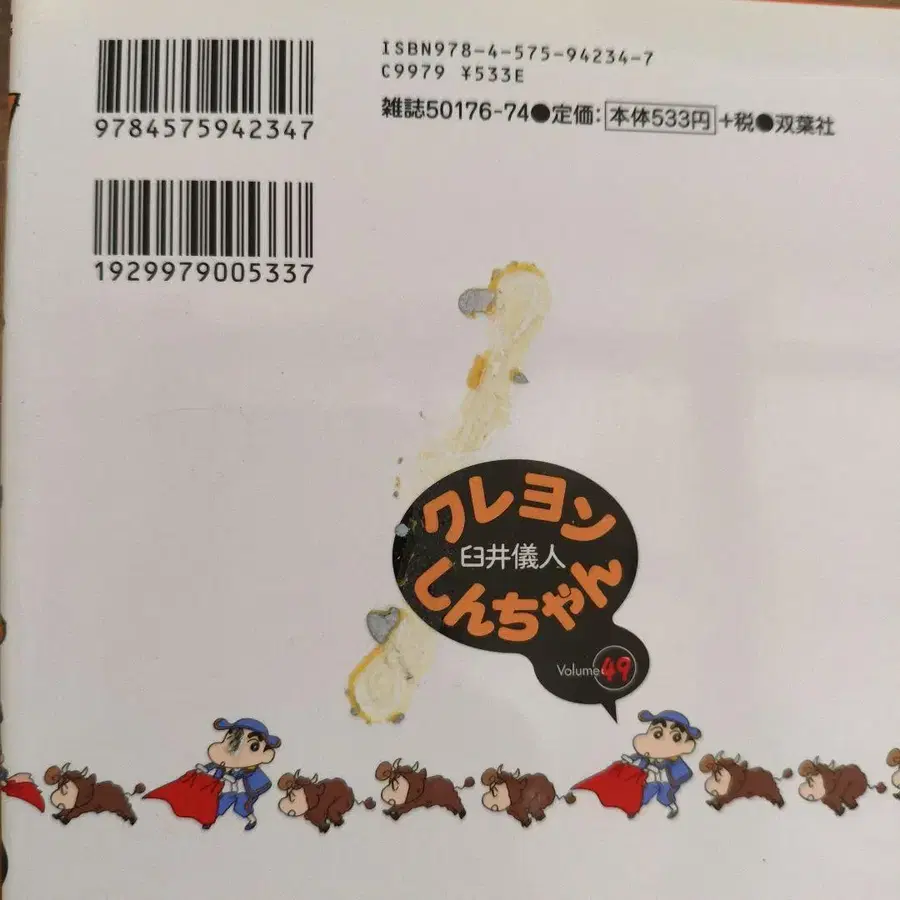 9784575942347
ISBN978-4-575-94234-7
C9979 ¥533E
雑誌50176-74●定価:本体533円+税●双葉社
1929979005337
クレヨン
臼井儀人
しんちゃん
Volume 49